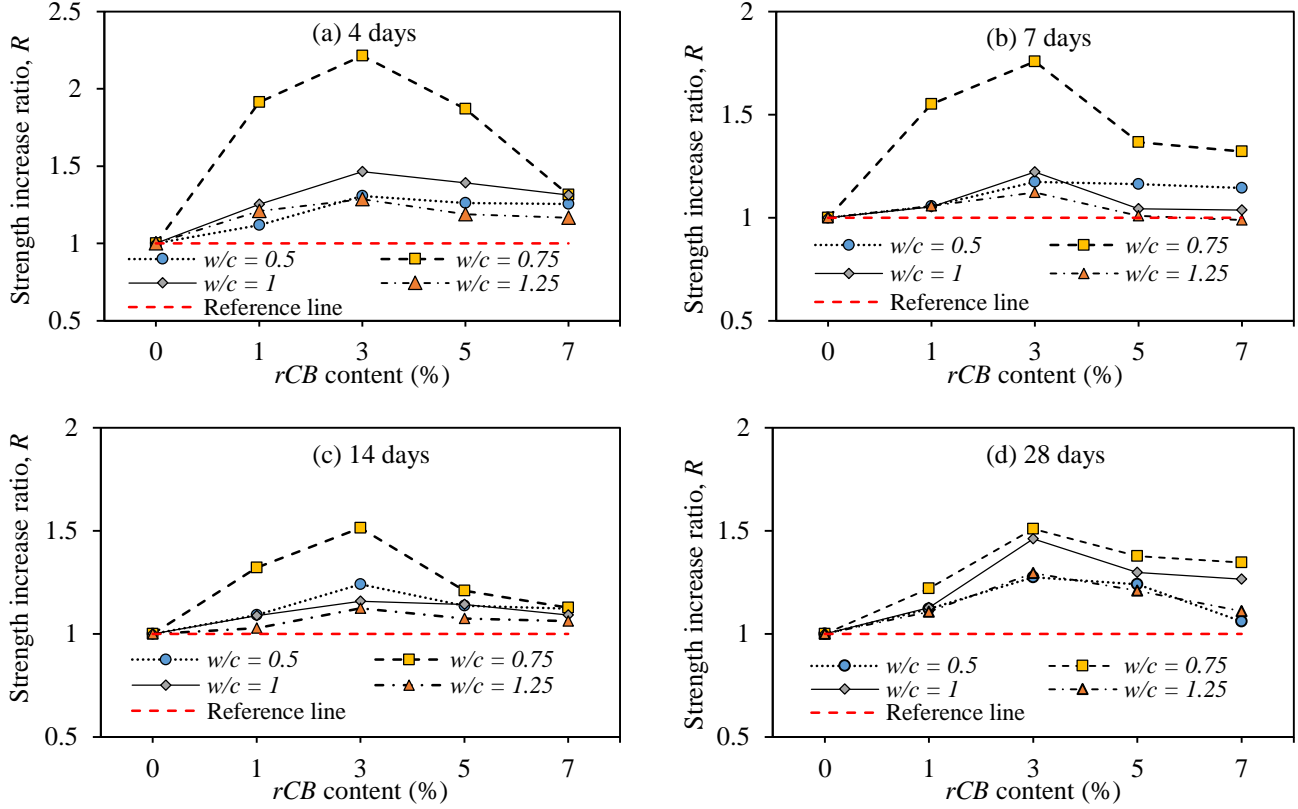 (a) 4 days
Strength increase ratio, R
2.5
2
1.5
1
0.5
w/c = 0.5
w/c = 0.75
w/c = 1
w/c = 1.25
Reference line
0 1 3 5 7
rCB content (%)
(b) 7 days
Strength increase ratio, R
2
1.5
1
0.5
w/c = 0.5
w/c = 0.75
w/c = 1
w/c = 1.25
Reference line
0 1 3 5 7
rCB content (%)
(c) 14 days
Strength increase ratio, R
2
1.5
1
0.5
w/c = 0.5
w/c = 0.75
w/c = 1
w/c = 1.25
Reference line
0 1 3 5 7
rCB content (%)
(d) 28 days
Strength increase ratio, R
2
1.5
1
0.5
w/c = 0.5
w/c = 0.75
w/c = 1
w/c = 1.25
Reference line
0 1 3 5 7
rCB content (%)